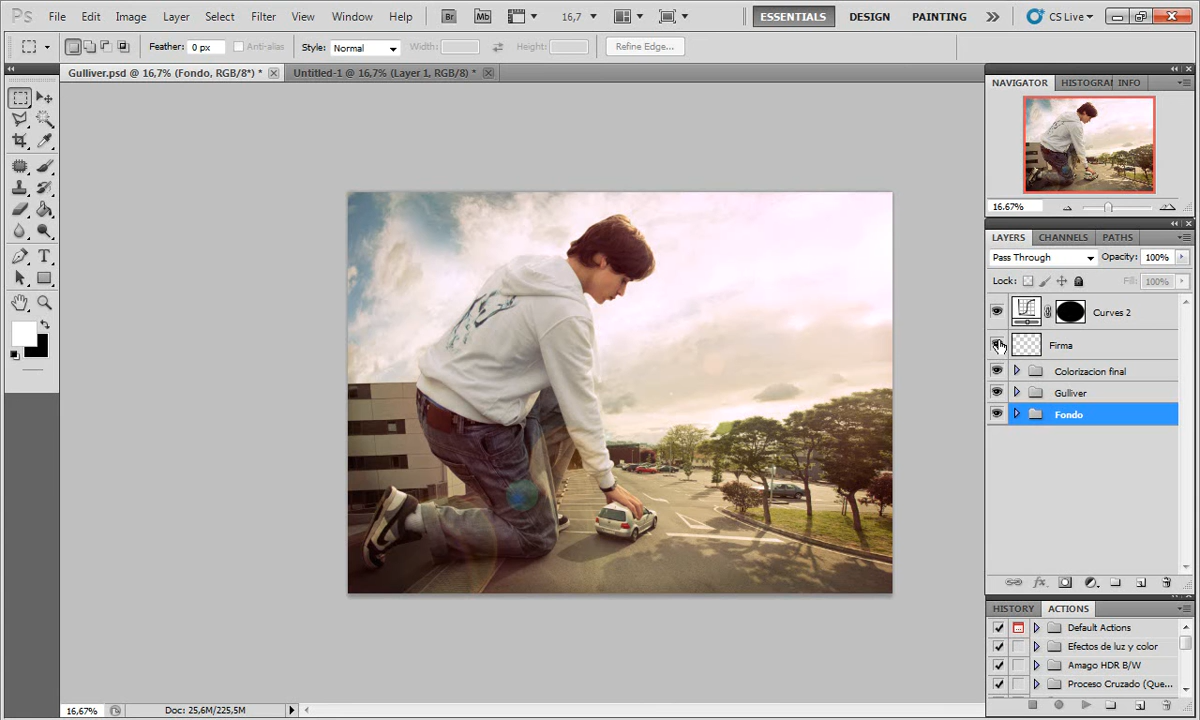 Ps File Edit Image Layer Select Filter View Window Help Br Mb 16,7 ESSENTIALS DESIGN PAINTING CS Live
Feather: 0 px Anti-alias Style: Normal Width: Height: Refine Edge...
Gulliver.psd @ 16,7% (Fondo, RGB/8*) * Untitled-1 @ 16,7% (Layer 1, RGB/8) *
NAVIGATOR HISTOGRAM INFO
16.67%
LAYERS CHANNELS PATHS
Pass Through Opacity: 100%
Lock: Fill: 100%
Curves 2
Firma
Colorizacion final
Gulliver
Fondo
HISTORY ACTIONS
Default Actions
Efectos de luz y color
Amago HDR B/W
Proceso Cruzado (Que...
16,67% Doc: 25,6M/225,5M